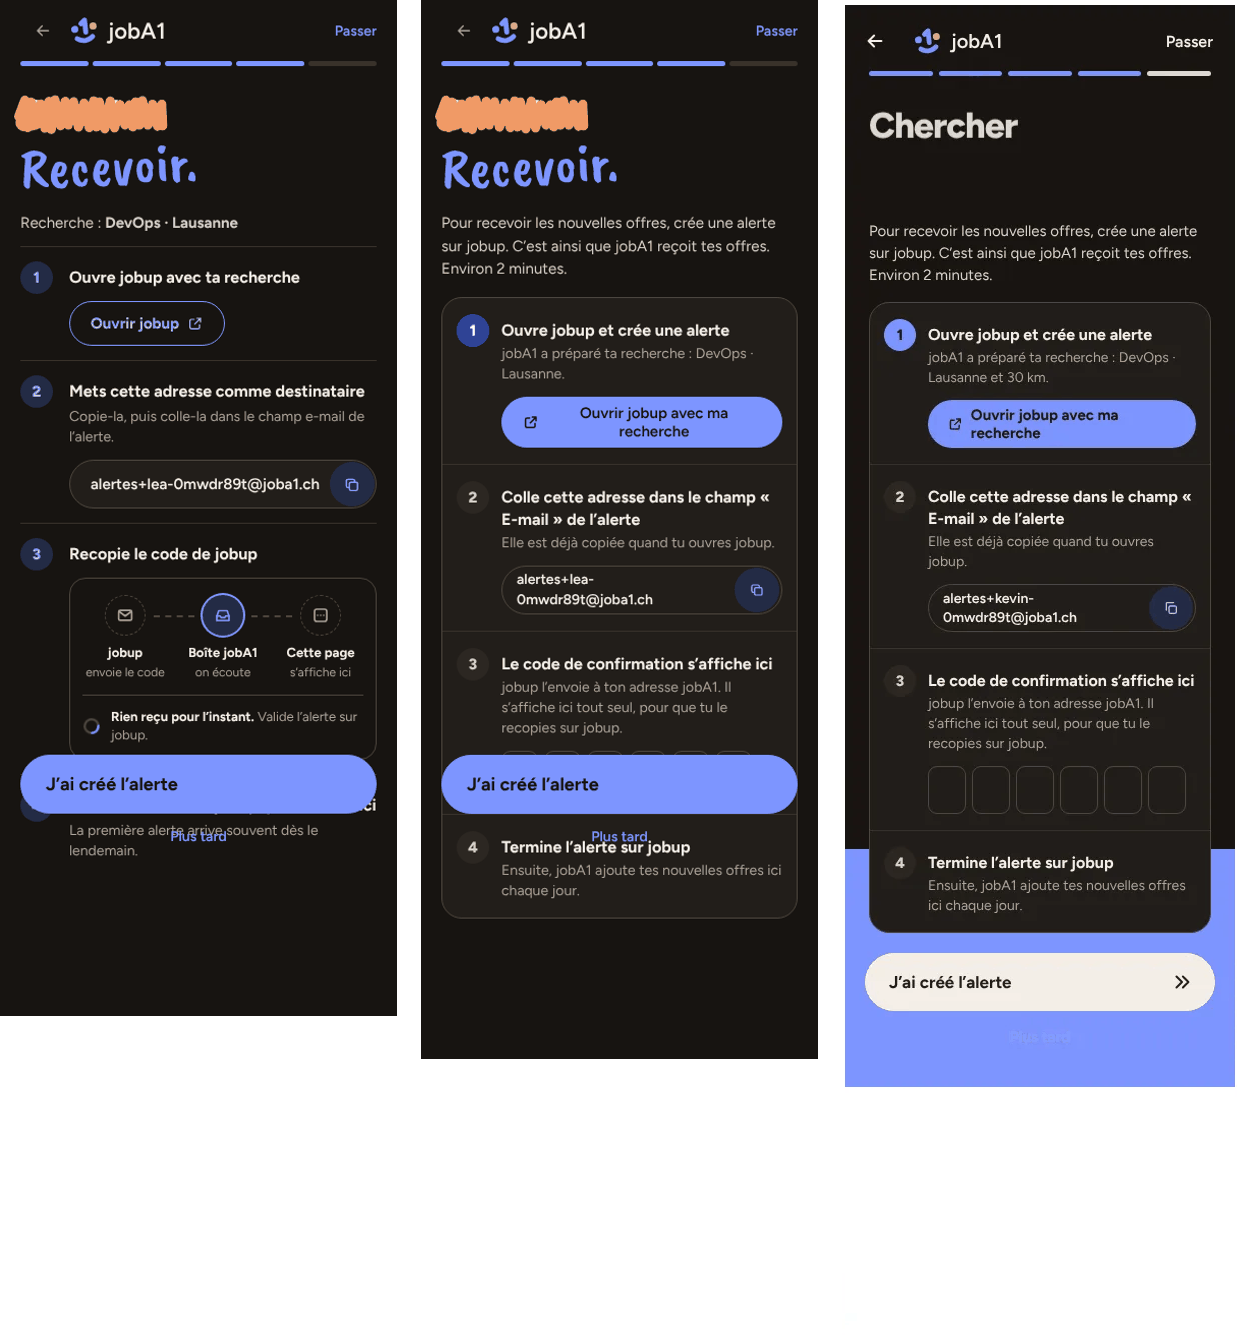 jobA1
Passer
Recevoir.
Recherche : DevOps · Lausanne
1
Ouvre jobup avec ta recherche
Ouvrir jobup
2
Mets cette adresse comme destinataire
Copie-la, puis colle-la dans le champ e-mail de
l’alerte.
alertes+lea-0mwdr89t@joba1.ch
3
Recopie le code de jobup
jobup
envoie le code
Boîte jobA1
on écoute
Cette page
s’affiche ici
Rien reçu pour l’instant. Valide l’alerte sur
jobup.
J’ai créé l’alerte
ci
La première alerte arrive souvent dès le
Plus tard
lendemain.
jobA1
Passer
Recevoir.
Pour recevoir les nouvelles offres, crée une alerte
sur jobup. C’est ainsi que jobA1 reçoit tes offres.
Environ 2 minutes.
1
Ouvre jobup et crée une alerte
jobA1 a préparé ta recherche : DevOps ·
Lausanne.
Ouvrir jobup avec ma
recherche
2
Colle cette adresse dans le champ «
E-mail » de l’alerte
Elle est déjà copiée quand tu ouvres jobup.
alertes+lea-
0mwdr89t@joba1.ch
3
Le code de confirmation s’affiche ici
jobup l’envoie à ton adresse jobA1. Il
s’affiche ici tout seul, pour que tu le
recopies sur jobup.
J’ai créé l’alerte
Plus tard
4
Termine l’alerte sur jobup
Ensuite, jobA1 ajoute tes nouvelles offres ici
chaque jour.
jobA1
Passer
Chercher
Pour recevoir les nouvelles offres, crée une alerte
sur jobup. C’est ainsi que jobA1 reçoit tes offres.
Environ 2 minutes.
1
Ouvre jobup et crée une alerte
jobA1 a préparé ta recherche : DevOps ·
Lausanne et 30 km.
Ouvrir jobup avec ma
recherche
2
Colle cette adresse dans le champ «
E-mail » de l’alerte
Elle est déjà copiée quand tu ouvres
jobup.
alertes+kevin-
0mwdr89t@joba1.ch
3
Le code de confirmation s’affiche ici
jobup l’envoie à ton adresse jobA1. Il
s’affiche ici tout seul, pour que tu le
recopies sur jobup.
4
Termine l’alerte sur jobup
Ensuite, jobA1 ajoute tes nouvelles offres
ici chaque jour.
J’ai créé l’alerte
Plus tard